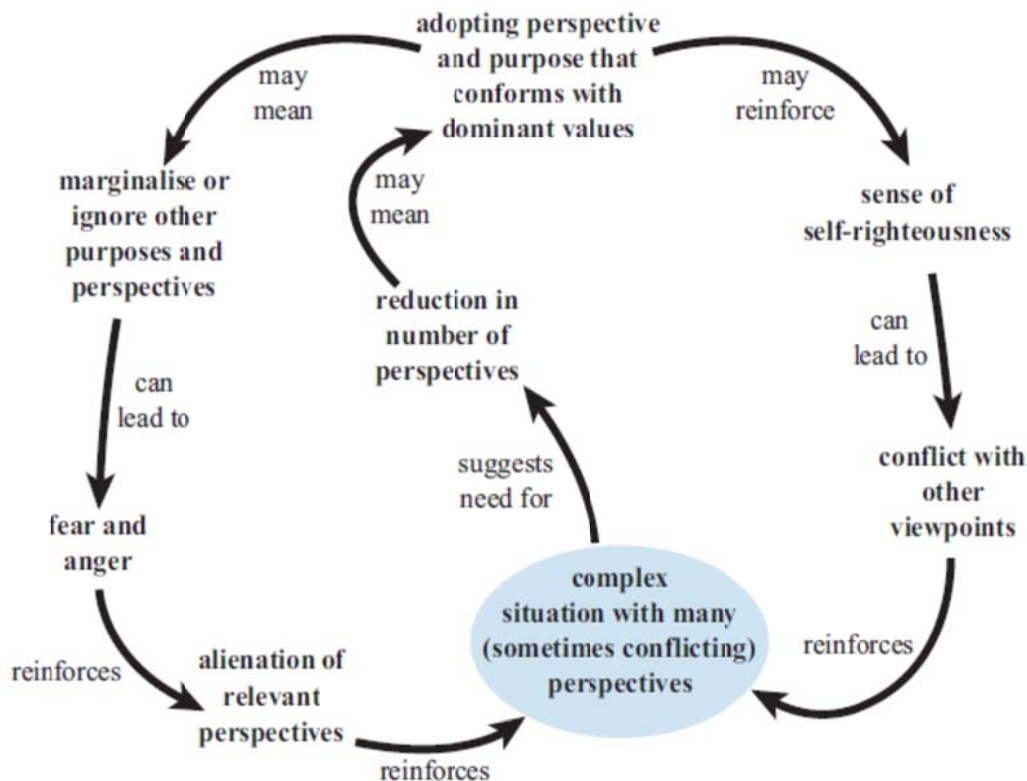 adopting perspective
and purpose that
conforms with
dominant values
may
mean
may
reinforce
marginalise or
ignore other
purposes and
perspectives
may
mean
sense of
self-righteousness
reduction in
number of
perspectives
can
lead to
can
lead to
suggests
need for
conflict with
other
viewpoints
fear and
anger
complex
situation with many
(sometimes conflicting)
perspectives
reinforces
alienation of
relevant
perspectives
reinforces
reinforces